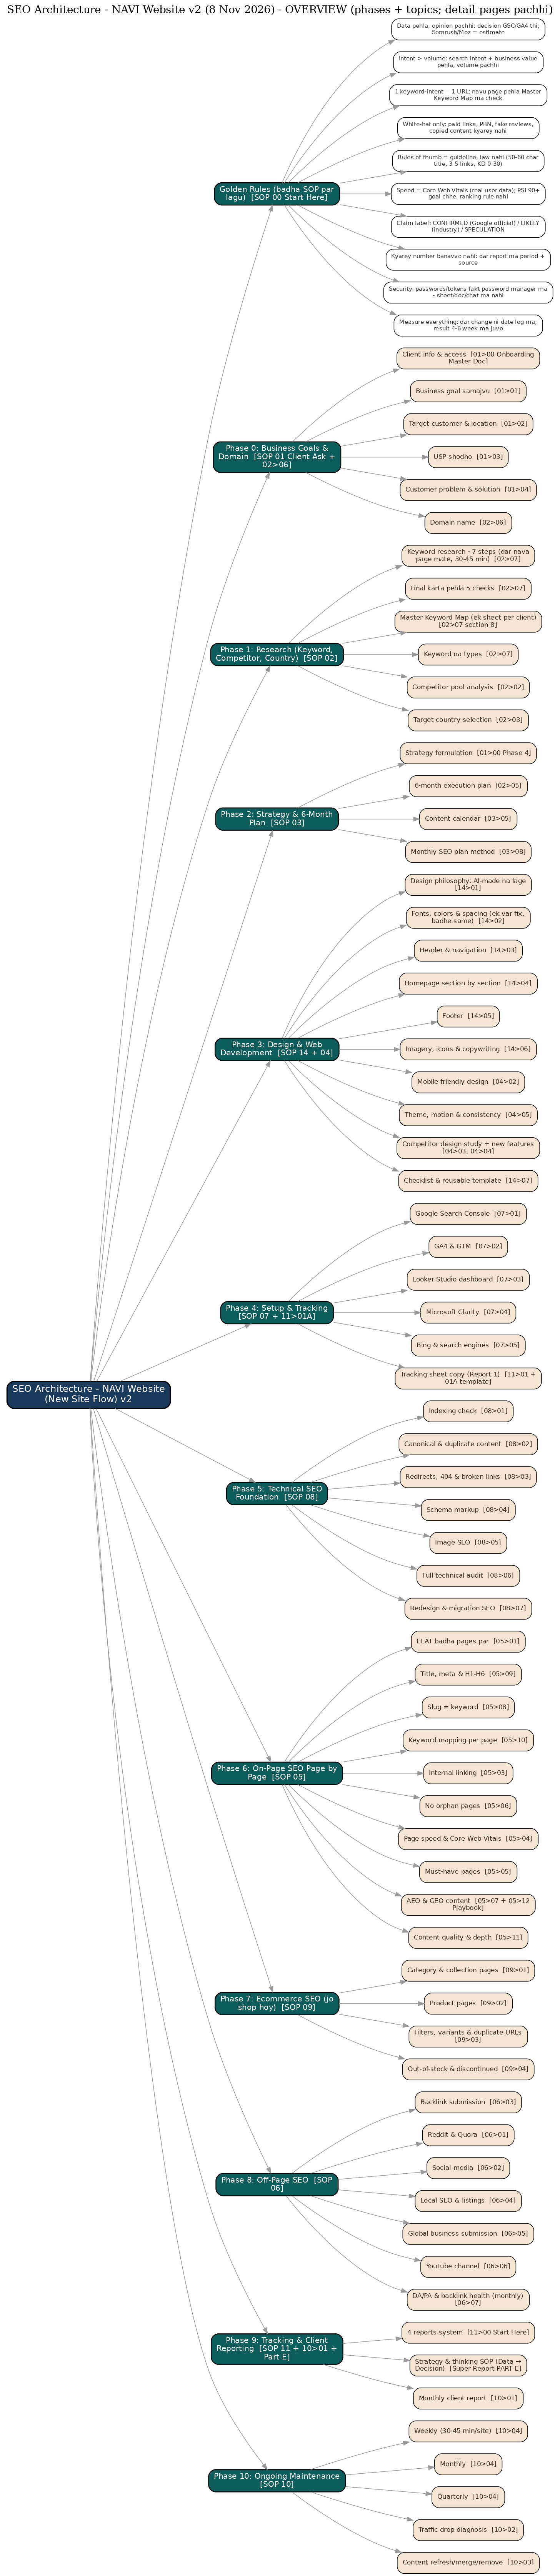 SEO Architecture - NAVI Website v2 (8 Nov 2026) - OVERVIEW (phases + topics; detail pages pachhi)
Data pehla, opinion pachhi: decision GSC/GA4 thi;
Semrush/Moz = estimate
Intent > volume: search intent + business value
pehla, volume pachhi
1 keyword-intent = 1 URL: navu page pehla Master
Keyword Map ma check
White-hat only: paid links, PBN, fake reviews,
copied content kyarey nahi
Golden Rules (badha SOP par
lagu)  [SOP 00 Start Here]
Rules of thumb = guideline, law nahi (50-60 char
title, 3-5 links, KD 0-30)
Speed = Core Web Vitals (real user data); PSI 90+
goal chhe, ranking rule nahi
Claim label: CONFIRMED (Google official) / LIKELY
(industry) / SPECULATION
Kyarey number banavvo nahi: dar report ma period +
source
Security: passwords/tokens fakt password manager ma
- sheet/doc/chat ma nahi
Measure everything: dar change ni date log ma;
result 4-6 week ma juvo
Client info & access  [01>00 Onboarding
Master Doc]
Business goal samajvu  [01>01]
Target customer & location  [01>02]
Phase 0: Business Goals &
Domain  [SOP 01 Client Ask +
02>06]
USP shodho  [01>03]
Customer problem & solution  [01>04]
Domain name  [02>06]
Keyword research - 7 steps (dar nava
page mate, 30-45 min)  [02>07]
Final karta pehla 5 checks  [02>07]
Master Keyword Map (ek sheet per client)
[02>07 section 8]
Phase 1: Research (Keyword,
Competitor, Country)  [SOP 02]
Keyword na types  [02>07]
Competitor pool analysis  [02>02]
Target country selection  [02>03]
Strategy formulation  [01>00 Phase 4]
6-month execution plan  [02>05]
Phase 2: Strategy & 6-Month
Plan  [SOP 03]
Content calendar  [03>05]
Monthly SEO plan method  [03>08]
Design philosophy: AI-made na lage
[14>01]
Fonts, colors & spacing (ek var fix,
badhe same)  [14>02]
Header & navigation  [14>03]
Homepage section by section  [14>04]
Footer  [14>05]
Phase 3: Design & Web
Development  [SOP 14 + 04]
Imagery, icons & copywriting  [14>06]
Mobile friendly design  [04>02]
Theme, motion & consistency  [04>05]
Competitor design study + new features
[04>03, 04>04]
Checklist & reusable template  [14>07]
Google Search Console  [07>01]
GA4 & GTM  [07>02]
Looker Studio dashboard  [07>03]
Phase 4: Setup & Tracking
[SOP 07 + 11>01A]
Microsoft Clarity  [07>04]
Bing & search engines  [07>05]
Tracking sheet copy (Report 1)  [11>01 +
01A template]
SEO Architecture - NAVI Website
(New Site Flow) v2
Indexing check  [08>01]
Canonical & duplicate content  [08>02]
Redirects, 404 & broken links  [08>03]
Phase 5: Technical SEO
Foundation  [SOP 08]
Schema markup  [08>04]
Image SEO  [08>05]
Full technical audit  [08>06]
Redesign & migration SEO  [08>07]
EEAT badha pages par  [05>01]
Title, meta & H1-H6  [05>09]
Slug = keyword  [05>08]
Keyword mapping per page  [05>10]
Phase 6: On-Page SEO Page by
Page  [SOP 05]
Internal linking  [05>03]
No orphan pages  [05>06]
Page speed & Core Web Vitals  [05>04]
Must-have pages  [05>05]
AEO & GEO content  [05>07 + 05>12
Playbook]
Content quality & depth  [05>11]
Category & collection pages  [09>01]
Phase 7: Ecommerce SEO (jo
shop hoy)  [SOP 09]
Product pages  [09>02]
Filters, variants & duplicate URLs
[09>03]
Out-of-stock & discontinued  [09>04]
Backlink submission  [06>03]
Reddit & Quora  [06>01]
Social media  [06>02]
Phase 8: Off-Page SEO  [SOP
06]
Local SEO & listings  [06>04]
Global business submission  [06>05]
YouTube channel  [06>06]
DA/PA & backlink health (monthly)
[06>07]
4 reports system  [11>00 Start Here]
Phase 9: Tracking & Client
Reporting  [SOP 11 + 10>01 +
Part E]
Strategy & thinking SOP (Data →
Decision)  [Super Report PART E]
Monthly client report  [10>01]
Weekly (30-45 min/site)  [10>04]
Monthly  [10>04]
Phase 10: Ongoing Maintenance
[SOP 10]
Quarterly  [10>04]
Traffic drop diagnosis  [10>02]
Content refresh/merge/remove  [10>03]